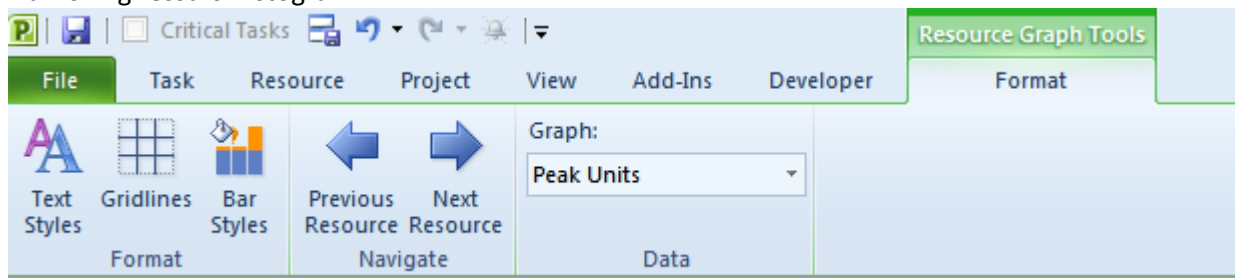 Critical Tasks
Resource Graph Tools
File Task Resource Project View Add-Ins Developer Format
Text Styles
Gridlines
Bar Styles
Previous Resource
Next Resource
Graph:
Peak Units
Format Navigate Data